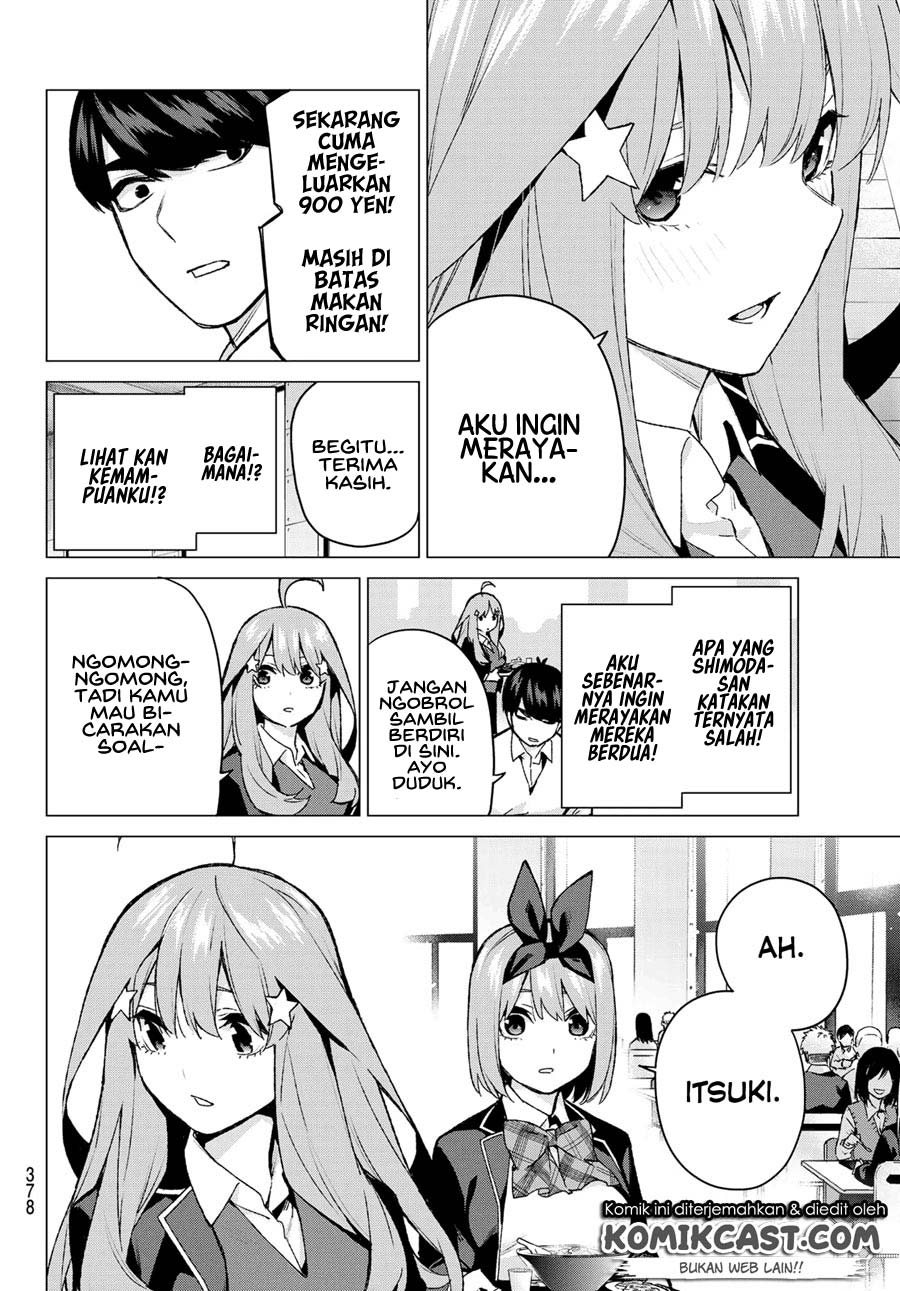 AKU INGIN
MERAYA-
KAN...
SEKARANG
CUMA
MENGE-
LUARKAN
900 YEN!
MASIH DI
BATAS
MAKAN
RINGAN!
BEGITU...
TERIMA
KASIH.
BAGAI-
MANA!?
LIHAT KAN
KEMAM-
PUANKU!?
APA YANG
SHIMODA-
SAN
KATAKAN
TERNYATA
SALAH!
AKU
SEBENAR-
NYA INGIN
MERAYAKAN
MEREKA
BERDUA!
JANGAN
NGOBROL
SAMBIL
BERDIRI
DI SINI.
AYO
DUDUK.
NGOMONG-
NGOMONG,
TADI KAMU
MAU BI-
CARAKAN
SOAL-
AH.
ITSUKI.
378
Komik ini diterjemahkan & diedit oleh
KOMIKCAST.COM
BUKAN WEB LAIN!!